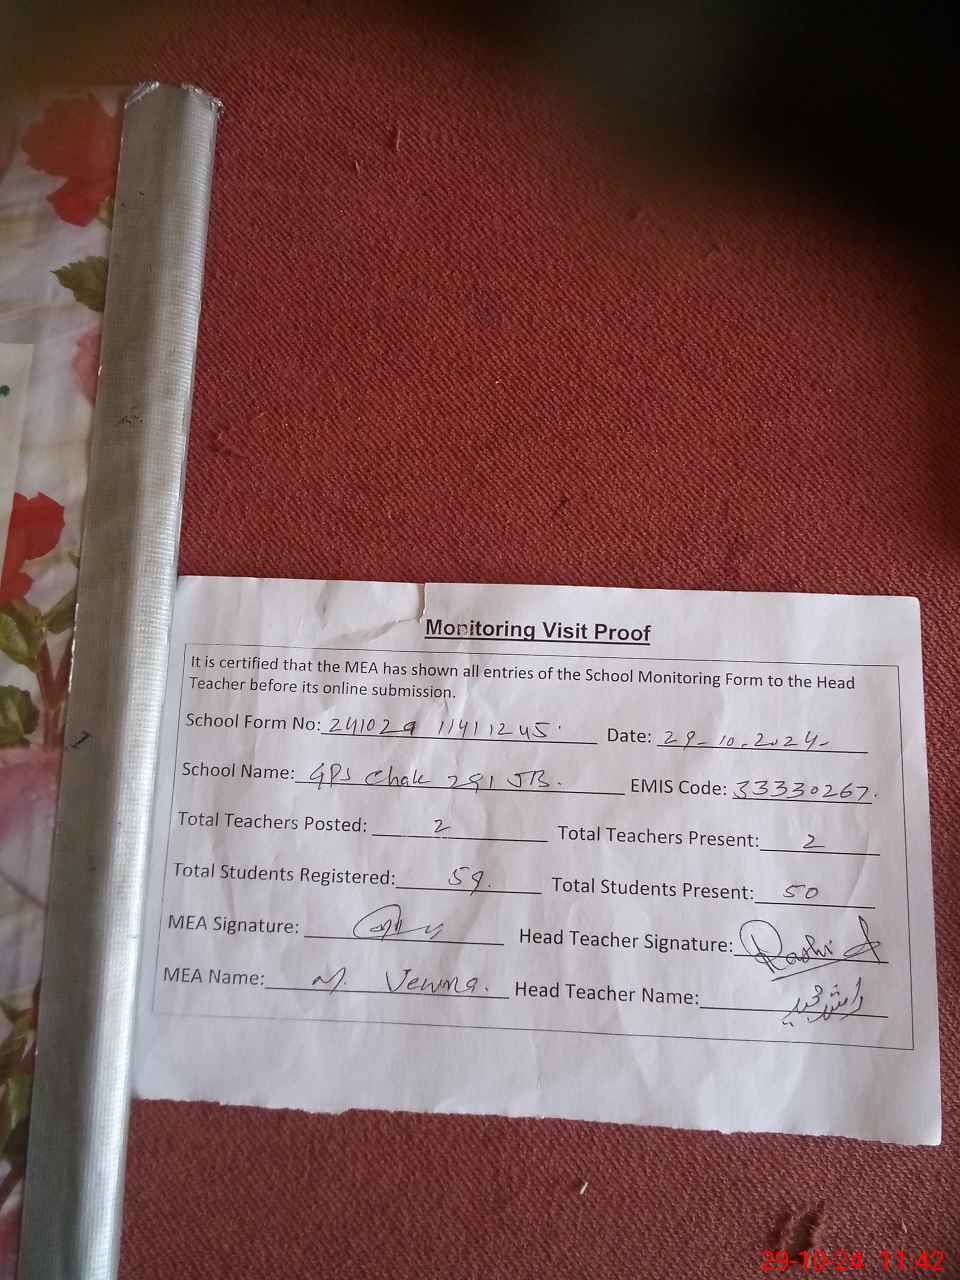 Monitoring Visit Proof
It is certified that the MEA has shown all entries of the School Monitoring Form to the Head
Teacher before its online submission.
School Form No: 241029 11411245 Date: 29-10-2024
School Name: GPS Chak 291 JB. EMIS Code: 33330267.
Total Teachers Posted: 2 Total Teachers Present: 2
Total Students Registered: 59. Total Students Present: 50
MEA Signature: Head Teacher Signature: Rashid
MEA Name: M. Head Teacher Name: راشد
29-10-24 11:42